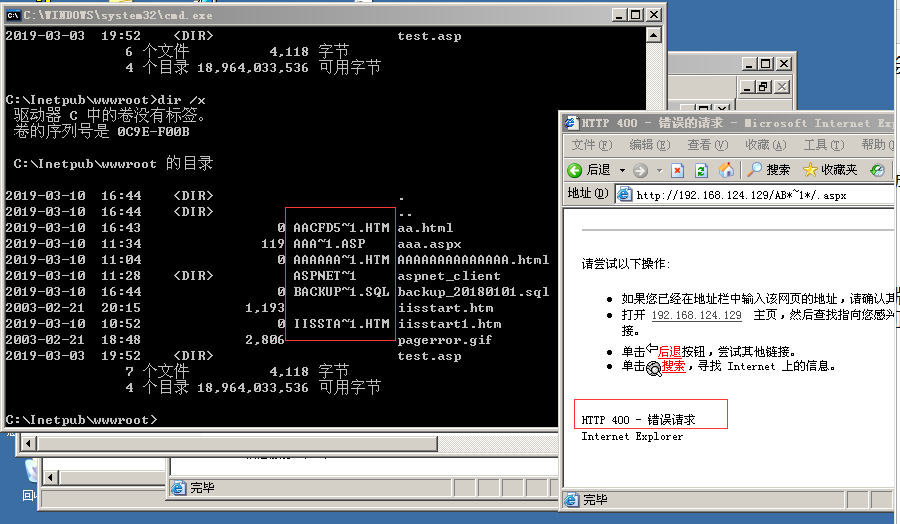 C:\WINDOWS\system32\cmd.exe
2019-03-03 19:52 <DIR> test.asp
6 个文件 4,118 字节
4 个目录 18,964,033,536 可用字节
C:\Inetpub\wwwroot>dir /x
驱动器 C 中的卷没有标签。
卷的序列号是 0C9E-F00B
C:\Inetpub\wwwroot 的目录
2019-03-10 16:44 <DIR> .
2019-03-10 16:44 <DIR> ..
2019-03-10 16:43 0 AACFD5~1.HTM aa.html
2019-03-10 11:34 119 AAA~1.ASP aaa.aspx
2019-03-10 11:04 0 AAAAAA~1.HTM AAAAAAAAAAAAAA.html
2019-03-10 11:28 <DIR> ASPNET~1 aspnet_client
2019-03-10 16:44 0 BACKUP~1.SQL backup_20180101.sql
2003-02-21 20:15 1,193 iisstart.htm
2019-03-10 10:52 0 IISSTA~1.HTM iisstart1.htm
2003-02-21 18:48 2,806 pagerror.gif
2019-03-03 19:52 <DIR> test.asp
7 个文件 4,118 字节
4 个目录 18,964,033,536 可用字节
C:\Inetpub\wwwroot>
HTTP 400 - 错误的请求 - Microsoft Internet
文件(F) 编辑(E) 查看(V) 收藏(A) 工具(T) 帮助
后退 搜索 收藏夹
地址(D) http://192.168.124.129/AB*~1*/.aspx
请尝试以下操作:
如果您已经在地址栏中输入该网页的地址，请确认其
打开 192.168.124.129 主页，然后查找指向您感兴
接。
单击 后退按钮，尝试其他链接。
单击 搜索，寻找 Internet 上的信息。
HTTP 400 - 错误请求
Internet Explorer
完毕
完毕
回